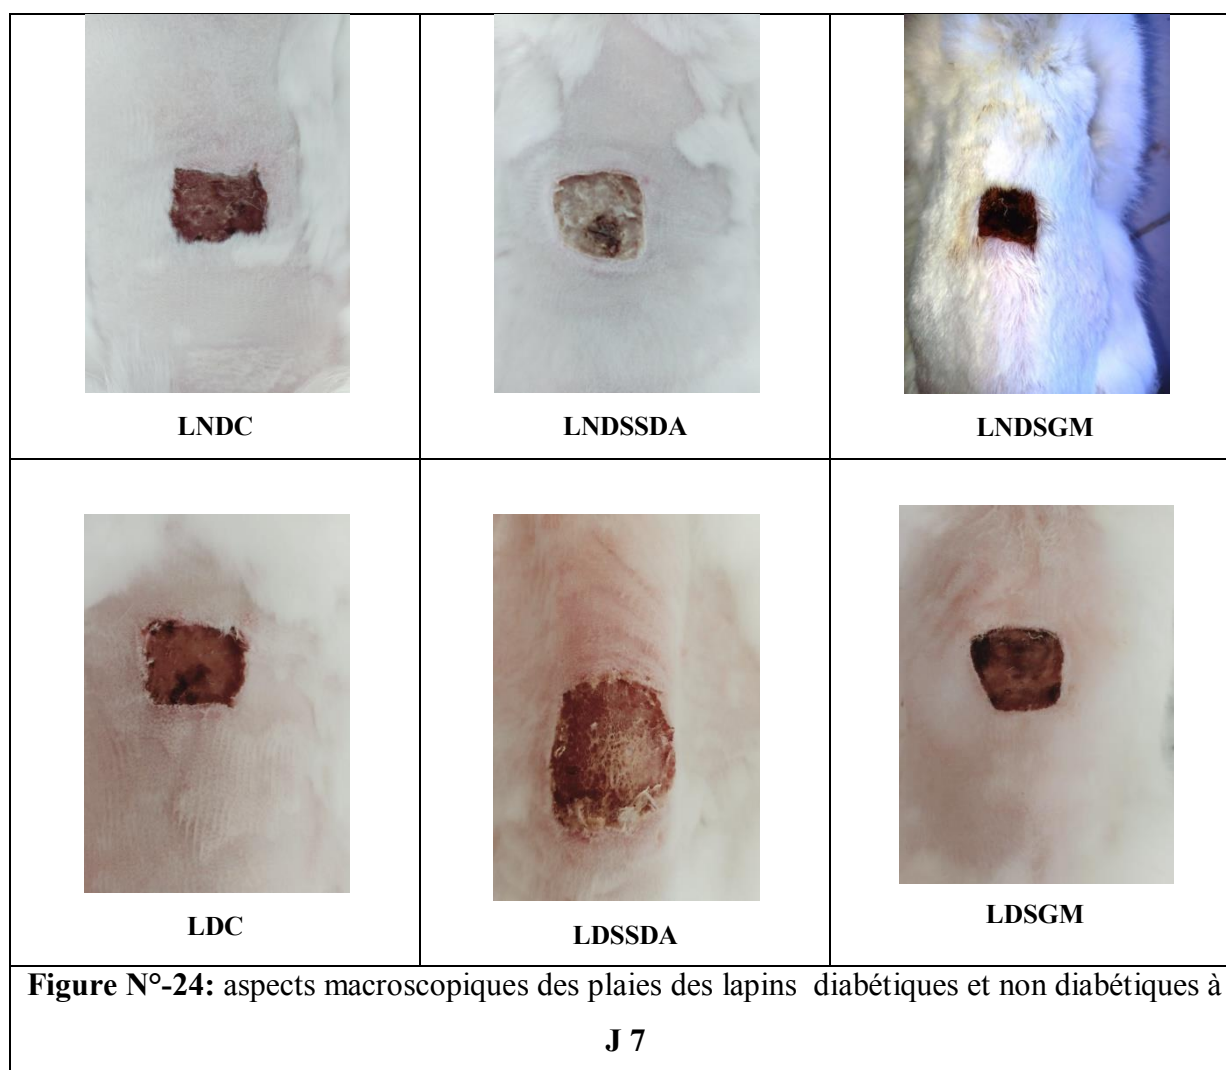 LNDC
LNDSSDA
LNDSGM
LDC
LDSSDA
LDSGM
Figure N°-24: aspects macroscopiques des plaies des lapins diabétiques et non diabétiques à
J 7